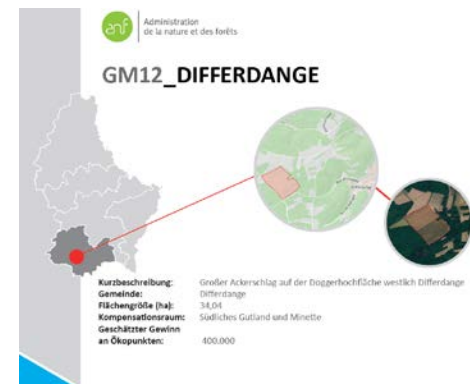 anf
Administration
de la nature et des forêts
GM12_DIFFERDANGE
Kurzbeschreibung: Großer Ackerschlag auf der Doggerhochfläche westlich Differdange
Gemeinde: Differdange
Flächengröße (ha): 34,04
Kompensationsraum: Südliches Gutland und Minette
Geschätzter Gewinn
an Ökopunkten: 400.000